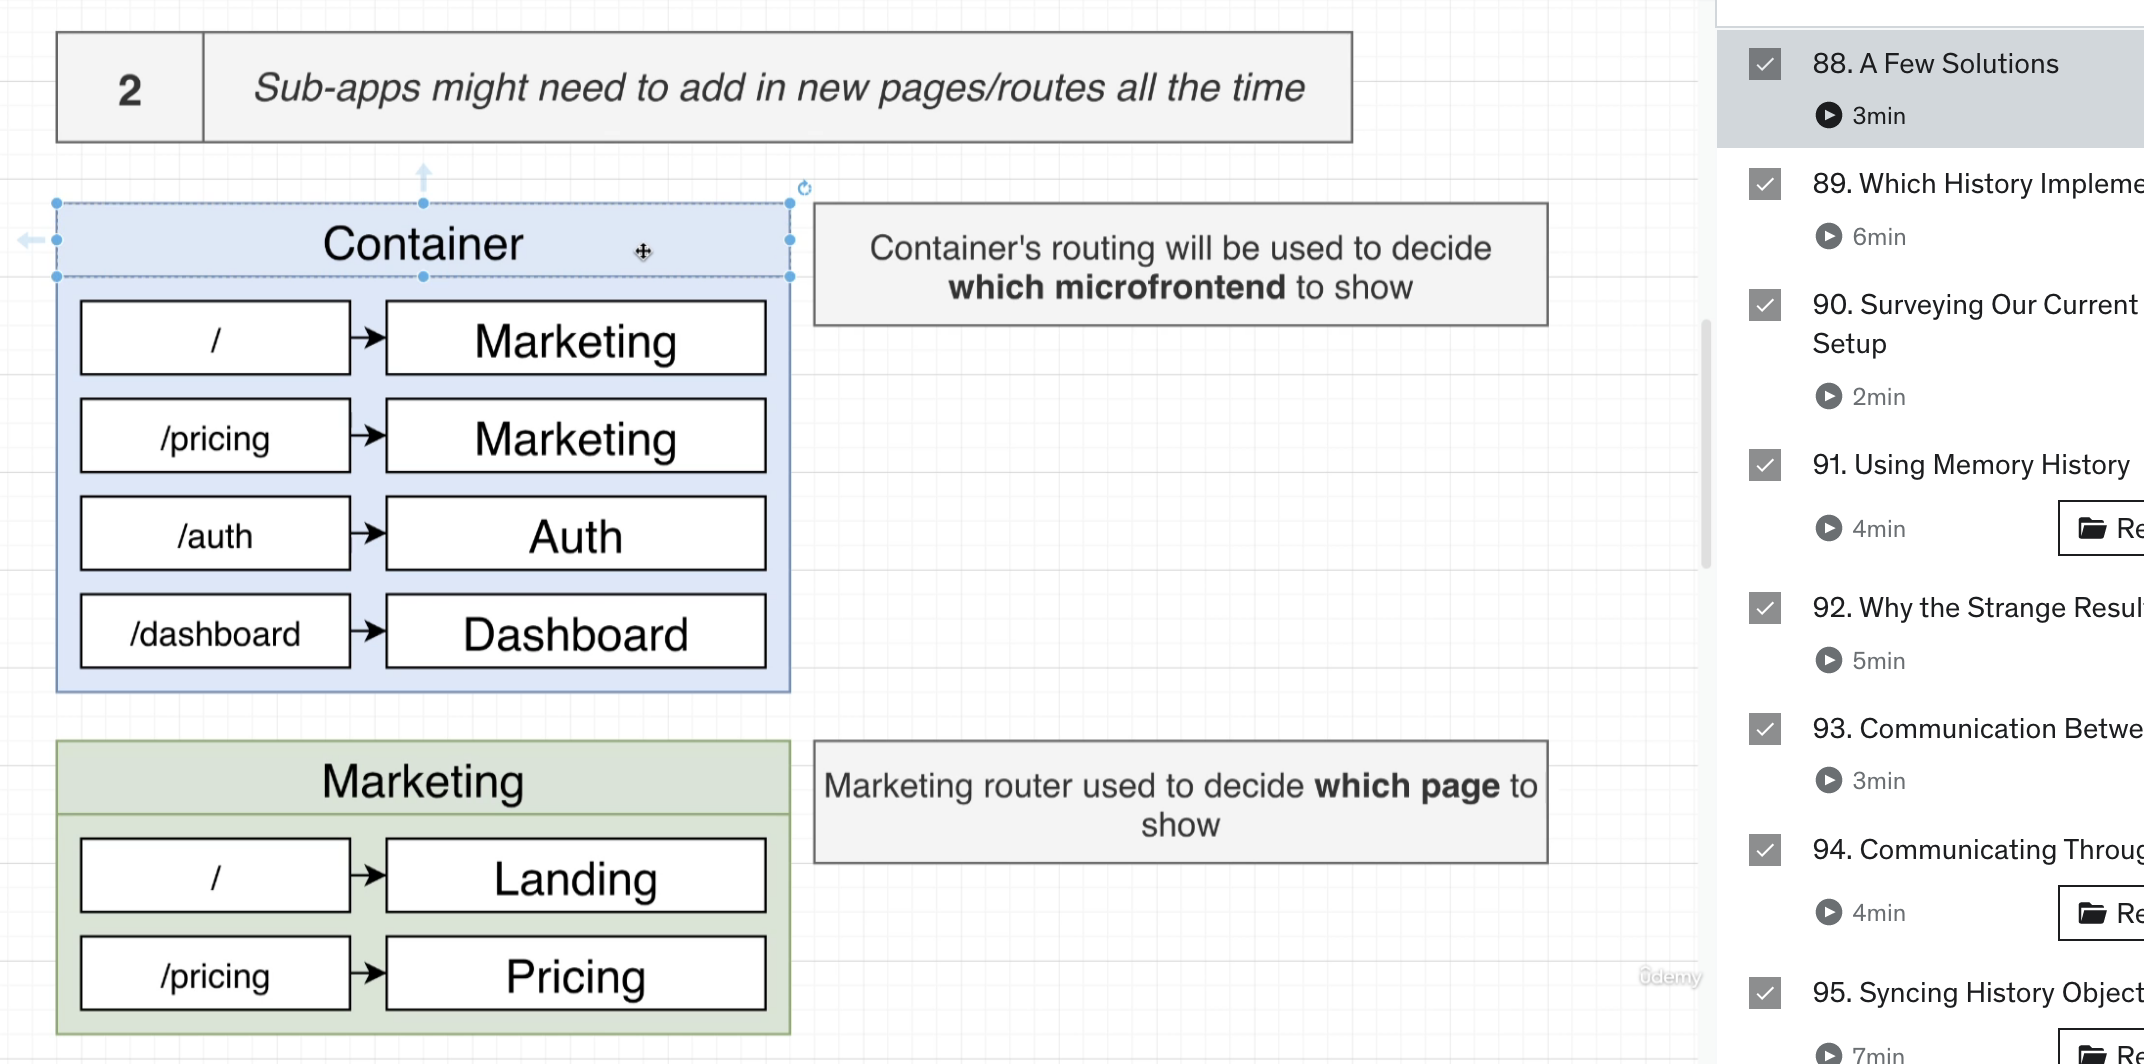 2
Sub-apps might need to add in new pages/routes all the time
Container
/
Marketing
/pricing
Marketing
/auth
Auth
/dashboard
Dashboard
Container's routing will be used to decide
which microfrontend to show
Marketing
/
Landing
/pricing
Pricing
Marketing router used to decide which page to
show
ûdemy
88. A Few Solutions
3min
89. Which History Impleme
6min
90. Surveying Our Current
Setup
2min
91. Using Memory History
4min
Re
92. Why the Strange Resul
5min
93. Communication Betwe
3min
94. Communicating Throug
4min
Re
95. Syncing History Object
7min
Re